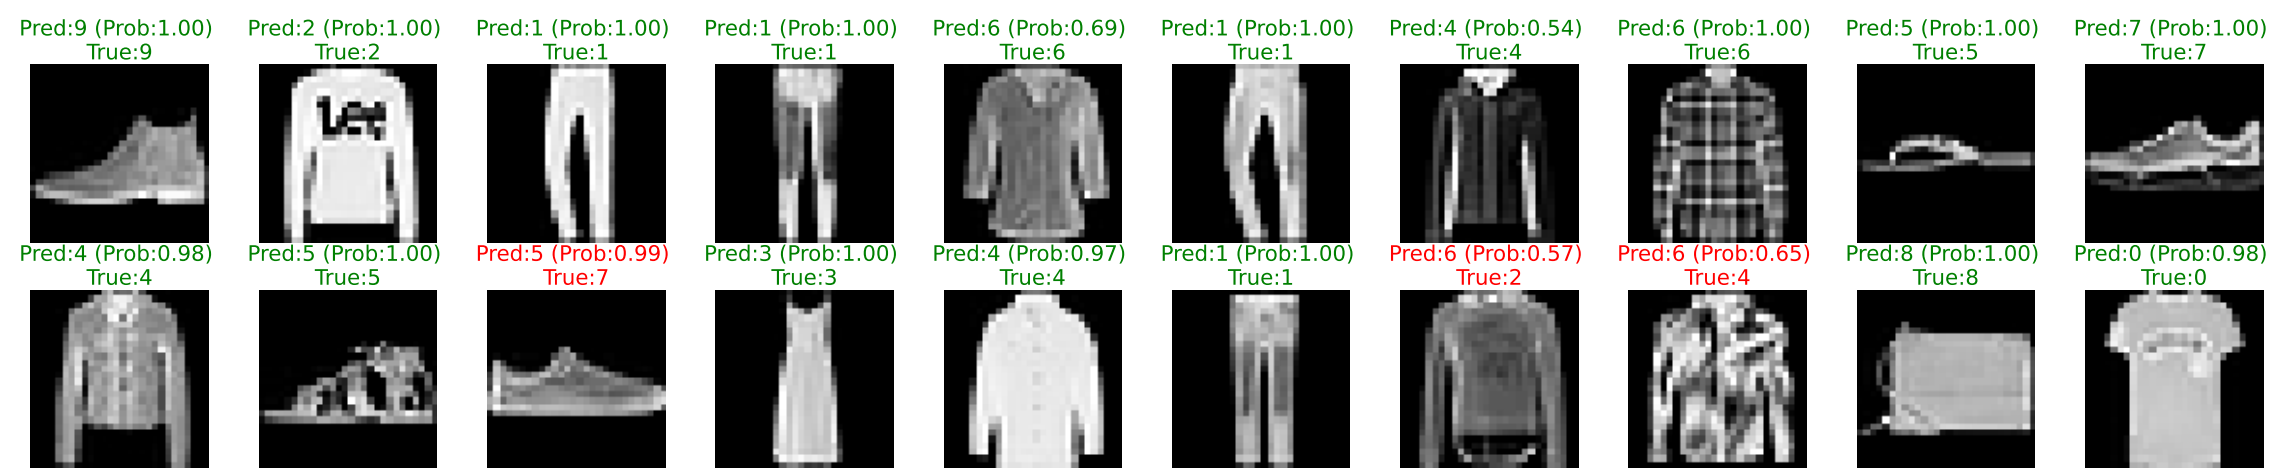 Pred:9 (Prob:1.00)
True:9
Pred:2 (Prob:1.00)
True:2
Pred:1 (Prob:1.00)
True:1
Pred:1 (Prob:1.00)
True:1
Pred:6 (Prob:0.69)
True:6
Pred:1 (Prob:1.00)
True:1
Pred:4 (Prob:0.54)
True:4
Pred:6 (Prob:1.00)
True:6
Pred:5 (Prob:1.00)
True:5
Pred:7 (Prob:1.00)
True:7
Lee
Pred:4 (Prob:0.98)
True:4
Pred:5 (Prob:1.00)
True:5
Pred:5 (Prob:0.99)
True:7
Pred:3 (Prob:1.00)
True:3
Pred:4 (Prob:0.97)
True:4
Pred:1 (Prob:1.00)
True:1
Pred:6 (Prob:0.57)
True:2
Pred:6 (Prob:0.65)
True:4
Pred:8 (Prob:1.00)
True:8
Pred:0 (Prob:0.98)
True:0